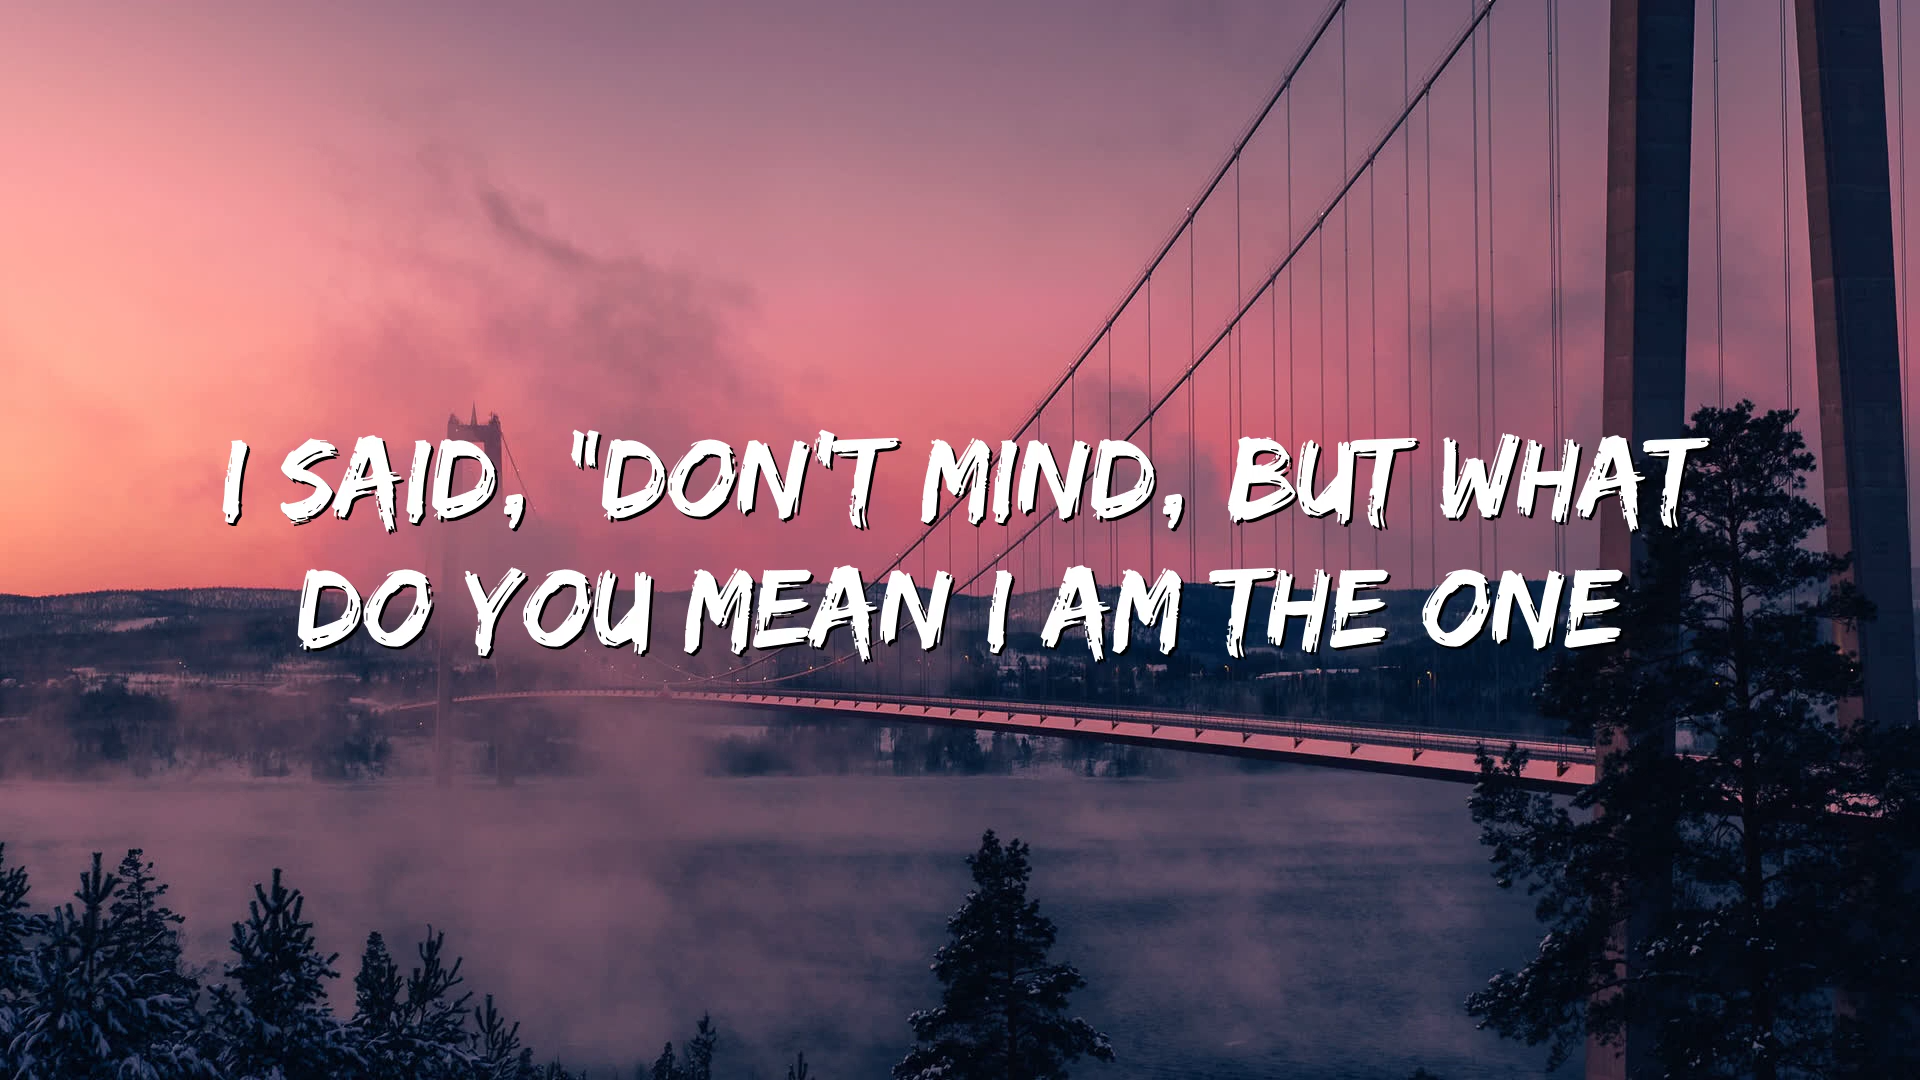 I SAID, "DON'T MIND, BUT WHAT
DO YOU MEAN I AM THE ONE